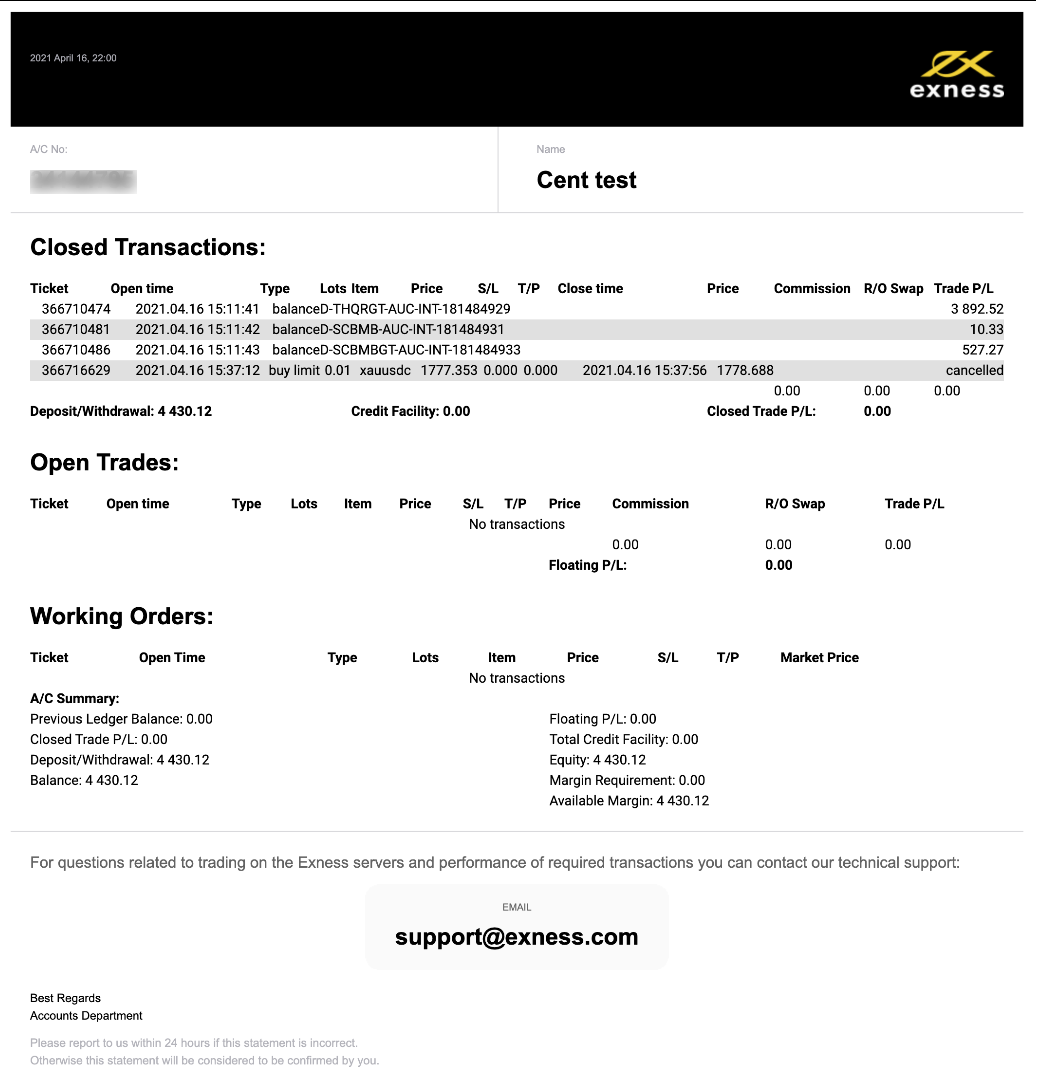 2021 April 16, 22:00
exness
A/C No:
Name
Cent test
Closed Transactions:
Ticket Open time Type Lots Item Price S/L T/P Close time Price Commission R/O Swap Trade P/L
366710474 2021.04.16 15:11:41 balanceD-THQRGT-AUC-INT-181484929 3 892.52
366710481 2021.04.16 15:11:42 balanceD-SCBMB-AUC-INT-181484931 10.33
366710486 2021.04.16 15:11:43 balanceD-SCBMBGT-AUC-INT-181484933 527.27
366716629 2021.04.16 15:37:12 buy limit 0.01 xauusdc 1777.353 0.000 0.000 2021.04.16 15:37:56 1778.688 cancelled
0.00 0.00 0.00
Deposit/Withdrawal: 4 430.12 Credit Facility: 0.00 Closed Trade P/L: 0.00
Open Trades:
Ticket Open time Type Lots Item Price S/L T/P Price Commission R/O Swap Trade P/L
No transactions
0.00 0.00 0.00
Floating P/L: 0.00
Working Orders:
Ticket Open Time Type Lots Item Price S/L T/P Market Price
No transactions
A/C Summary:
Previous Ledger Balance: 0.00 Floating P/L: 0.00
Closed Trade P/L: 0.00 Total Credit Facility: 0.00
Deposit/Withdrawal: 4 430.12 Equity: 4 430.12
Balance: 4 430.12 Margin Requirement: 0.00
Available Margin: 4 430.12
For questions related to trading on the Exness servers and performance of required transactions you can contact our technical support:
EMAIL
support@exness.com
Best Regards
Accounts Department
Please report to us within 24 hours if this statement is incorrect.
Otherwise this statement will be considered to be confirmed by you.